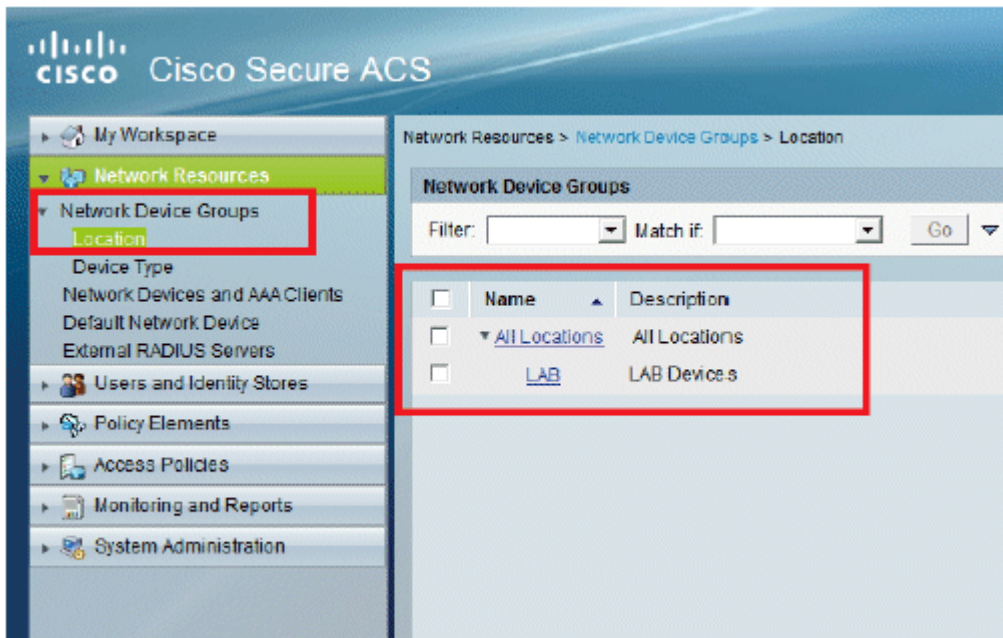 CISCO Cisco Secure ACS
My Workspace
Network Resources
Network Device Groups
Location
Device Type
Network Devices and AAA Clients
Default Network Device
External RADIUS Servers
Users and Identity Stores
Policy Elements
Access Policies
Monitoring and Reports
System Administration
Network Resources > Network Device Groups > Location
Network Device Groups
Filter: Match if: Go
Name Description
All Locations All Locations
LAB LAB Devices